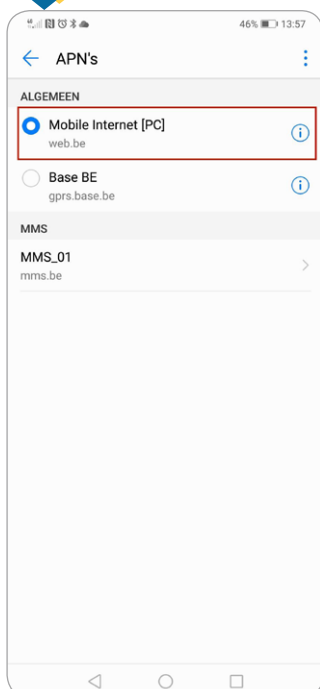 46% 13:57
APN's
ALGEMEEN
Mobile Internet [PC]
web.be
Base BE
gprs.base.be
MMS
MMS_01
mms.be